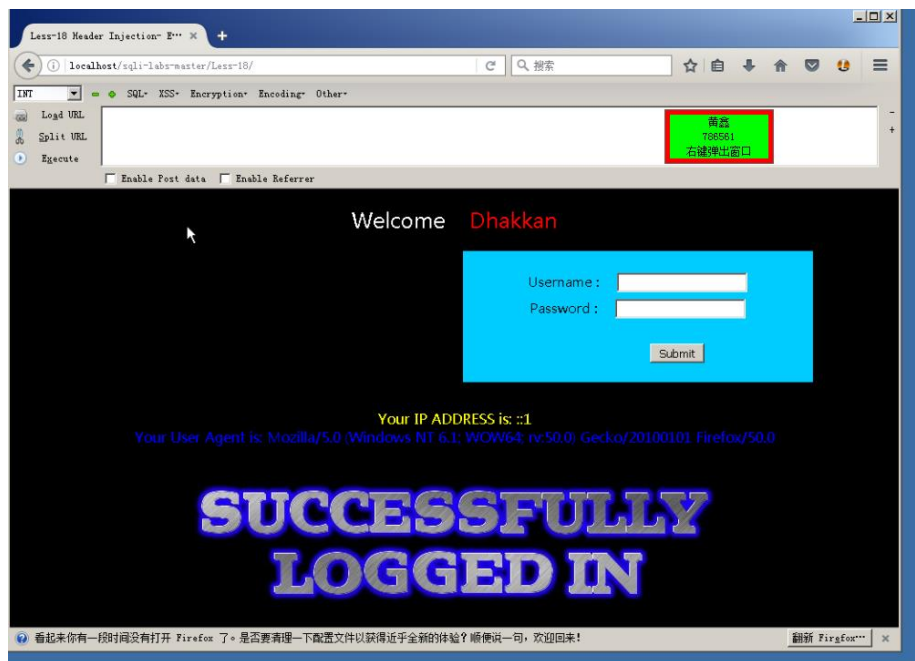 Less-18 Header Injection- E… × +
localhost/sqli-labs-master/Less-18/ 搜索
INT SQL- XSS- Encryption- Encoding- Other-
Load URL
Split URL
Execute
黄鑫
786561
右键弹出窗口
Enable Post data Enable Referrer
Welcome Dhakkan
Username :
Password :
Submit
Your IP ADDRESS is: ::1
Your User Agent is: Mozilla/5.0 (Windows NT 6.1; WOW64; rv:50.0) Gecko/20100101 Firefox/50.0
SUCCESSFULLY
LOGGED IN
看起来你有一段时间没有打开 Firefox 了。是否要清理一下配置文件以获得近乎全新的体验?顺便说一句,欢迎回来! 翻新 Firefox…